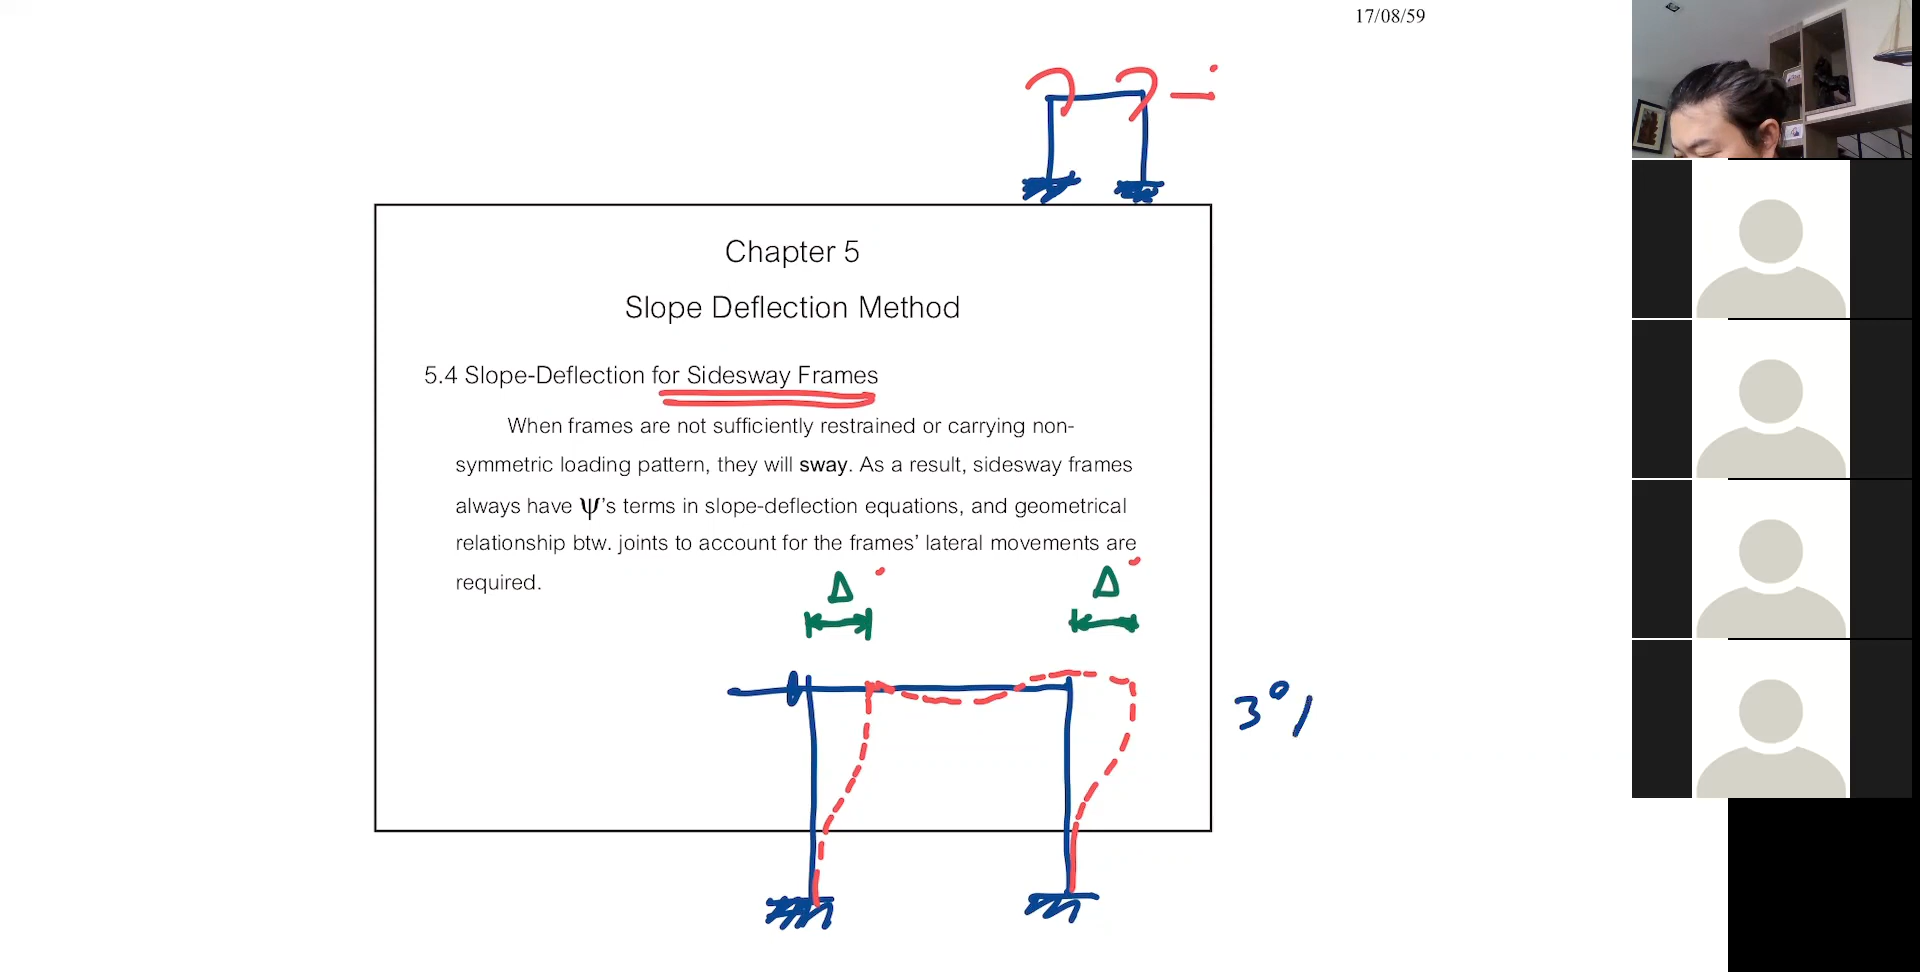 17/08/59
Chapter 5
Slope Deflection Method
5.4 Slope-Deflection for Sidesway Frames
When frames are not sufficiently restrained or carrying non-
symmetric loading pattern, they will sway. As a result, sidesway frames
always have ψ's terms in slope-deflection equations, and geometrical
relationship btw. joints to account for the frames' lateral movements are
required.
Δ Δ